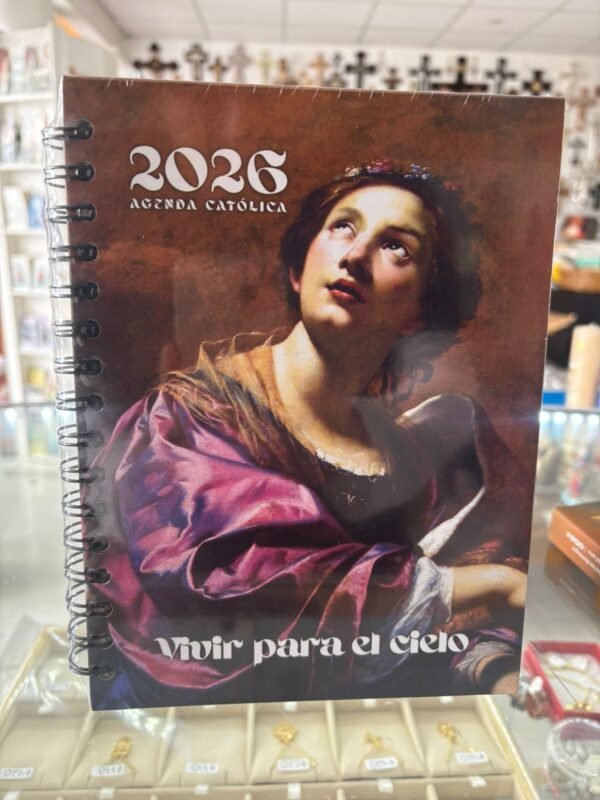 2026
AGENDA CATÓLICA
Vivir para el cielo